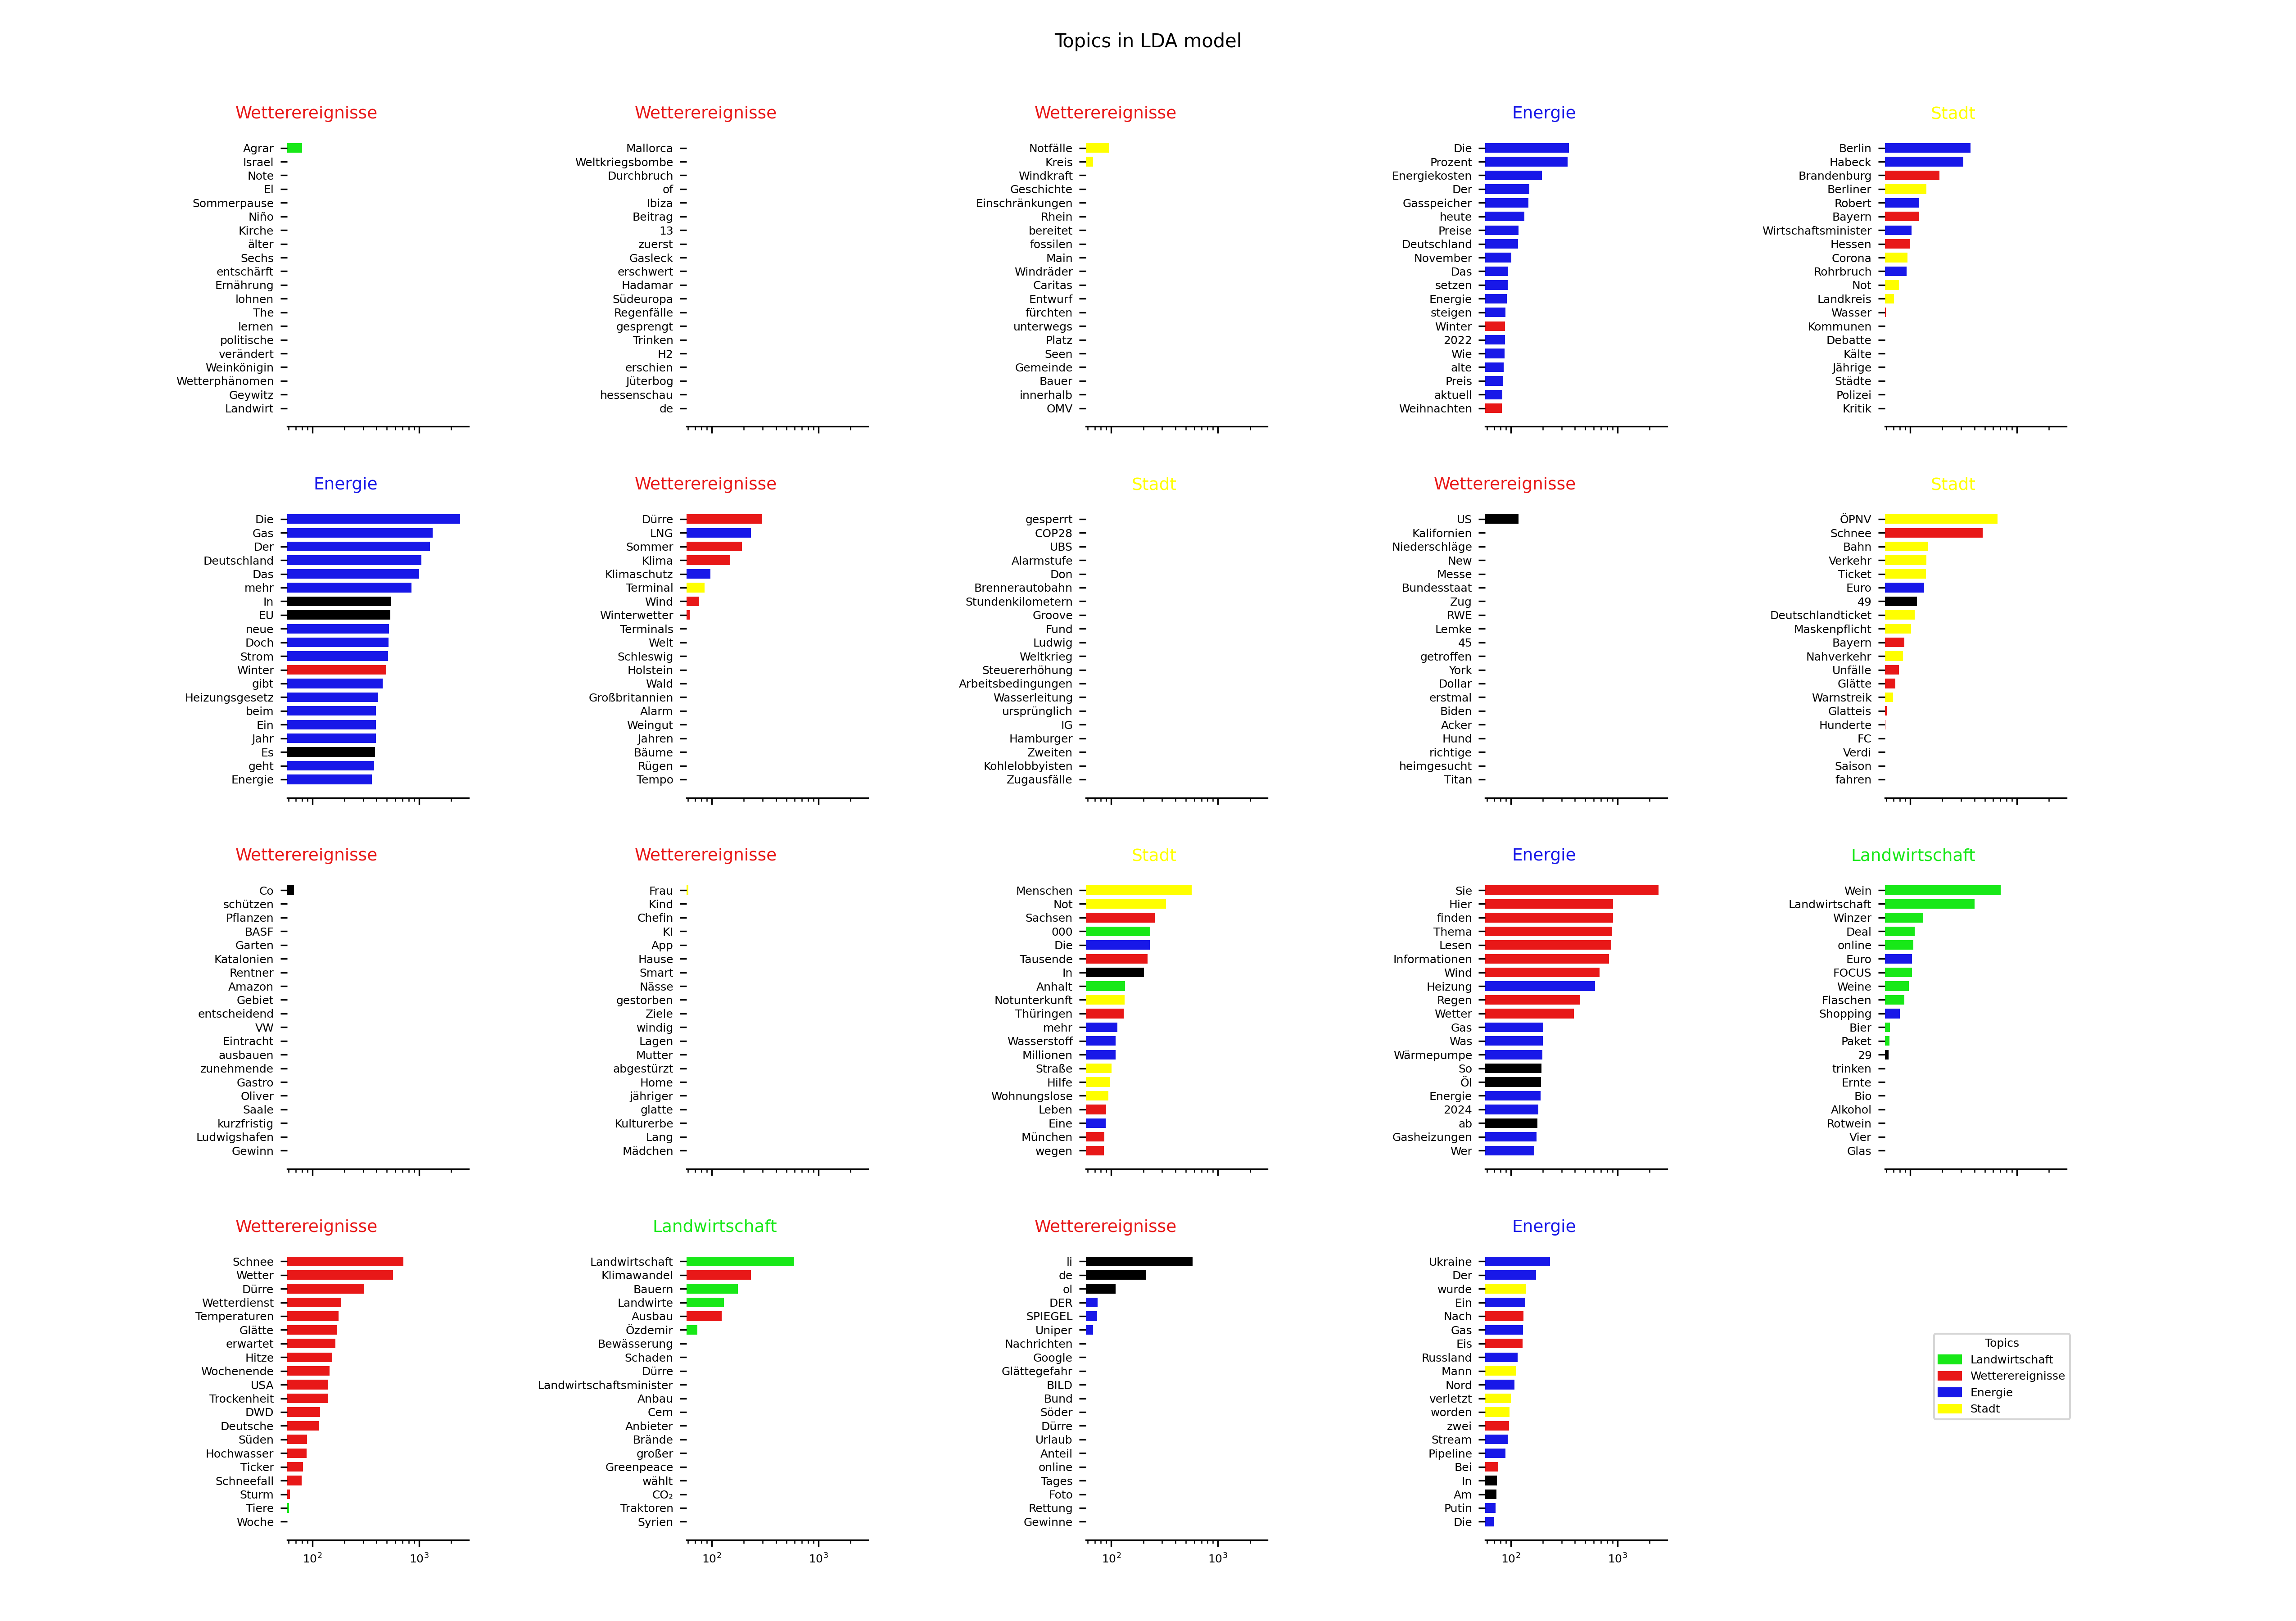 Topics in LDA model
Wetterereignisse
Agrar
Israel
Note
El
Sommerpause
Niño
Kirche
älter
Sechs
entschärft
Ernährung
lohnen
The
lernen
politische
verändert
Weinkönigin
Wetterphänomen
Geywitz
Landwirt
Wetterereignisse
Mallorca
Weltkriegsbombe
Durchbruch
of
Ibiza
Beitrag
13
zuerst
Gasleck
erschwert
Hadamar
Südeuropa
Regenfälle
gesprengt
Trinken
H2
erschien
Jüterbog
hessenschau
de
Wetterereignisse
Notfälle
Kreis
Windkraft
Geschichte
Einschränkungen
Rhein
bereitet
fossilen
Main
Windräder
Caritas
Entwurf
fürchten
unterwegs
Platz
Seen
Gemeinde
Bauer
innerhalb
OMV
Energie
Die
Prozent
Energiekosten
Der
Gasspeicher
heute
Preise
Deutschland
November
Das
setzen
Energie
steigen
Winter
2022
Wie
alte
Preis
aktuell
Weihnachten
Stadt
Berlin
Habeck
Brandenburg
Berliner
Robert
Bayern
Wirtschaftsminister
Hessen
Corona
Rohrbruch
Not
Landkreis
Wasser
Kommunen
Debatte
Kälte
Jährige
Städte
Polizei
Kritik
Energie
Die
Gas
Der
Deutschland
Das
mehr
In
EU
neue
Doch
Strom
Winter
gibt
Heizungsgesetz
beim
Ein
Jahr
Es
geht
Energie
Wetterereignisse
Dürre
LNG
Sommer
Klima
Klimaschutz
Terminal
Wind
Winterwetter
Terminals
Welt
Schleswig
Holstein
Wald
Großbritannien
Alarm
Weingut
Jahren
Bäume
Rügen
Tempo
Stadt
gesperrt
COP28
UBS
Alarmstufe
Don
Brennerautobahn
Stundenkilometern
Groove
Fund
Ludwig
Weltkrieg
Steuererhöhung
Arbeitsbedingungen
Wasserleitung
ursprünglich
IG
Hamburger
Zweiten
Kohlelobbyisten
Zugausfälle
Wetterereignisse
US
Kalifornien
Niederschläge
New
Messe
Bundesstaat
Zug
RWE
Lemke
45
getroffen
York
Dollar
erstmal
Biden
Acker
Hund
richtige
heimgesucht
Titan
Stadt
ÖPNV
Schnee
Bahn
Verkehr
Ticket
Euro
49
Deutschlandticket
Maskenpflicht
Bayern
Nahverkehr
Unfälle
Glätte
Warnstreik
Glatteis
Hunderte
FC
Verdi
Saison
fahren
Wetterereignisse
Co
schützen
Pflanzen
BASF
Garten
Katalonien
Rentner
Amazon
Gebiet
entscheidend
VW
Eintracht
ausbauen
zunehmende
Gastro
Oliver
Saale
kurzfristig
Ludwigshafen
Gewinn
Wetterereignisse
Frau
Kind
Chefin
KI
App
Hause
Smart
Nässe
gestorben
Ziele
windig
Lagen
Mutter
abgestürzt
Home
jähriger
glatte
Kulturerbe
Lang
Mädchen
Stadt
Menschen
Not
Sachsen
000
Die
Tausende
In
Anhalt
Notunterkunft
Thüringen
mehr
Wasserstoff
Millionen
Straße
Hilfe
Wohnungslose
Leben
Eine
München
wegen
Energie
Sie
Hier
finden
Thema
Lesen
Informationen
Wind
Heizung
Regen
Wetter
Gas
Was
Wärmepumpe
So
Öl
Energie
2024
ab
Gasheizungen
Wer
Landwirtschaft
Wein
Landwirtschaft
Winzer
Deal
online
Euro
FOCUS
Weine
Flaschen
Shopping
Bier
Paket
29
trinken
Ernte
Bio
Alkohol
Rotwein
Vier
Glas
Wetterereignisse
Schnee
Wetter
Dürre
Wetterdienst
Temperaturen
Glätte
erwartet
Hitze
Wochenende
USA
Trockenheit
DWD
Deutsche
Süden
Hochwasser
Ticker
Schneefall
Sturm
Tiere
Woche
10²
10³
Landwirtschaft
Landwirtschaft
Klimawandel
Bauern
Landwirte
Ausbau
Özdemir
Bewässerung
Schaden
Dürre
Landwirtschaftsminister
Anbau
Cem
Anbieter
Brände
großer
Greenpeace
wählt
CO₂
Traktoren
Syrien
10²
10³
Wetterereignisse
li
de
ol
DER
SPIEGEL
Uniper
Nachrichten
Google
Glättegefahr
BILD
Bund
Söder
Dürre
Urlaub
Anteil
online
Tages
Foto
Rettung
Gewinne
10²
10³
Energie
Ukraine
Der
wurde
Ein
Nach
Gas
Eis
Russland
Mann
Nord
verletzt
worden
zwei
Stream
Pipeline
Bei
In
Am
Putin
Die
10²
10³
Topics
Landwirtschaft
Wetterereignisse
Energie
Stadt